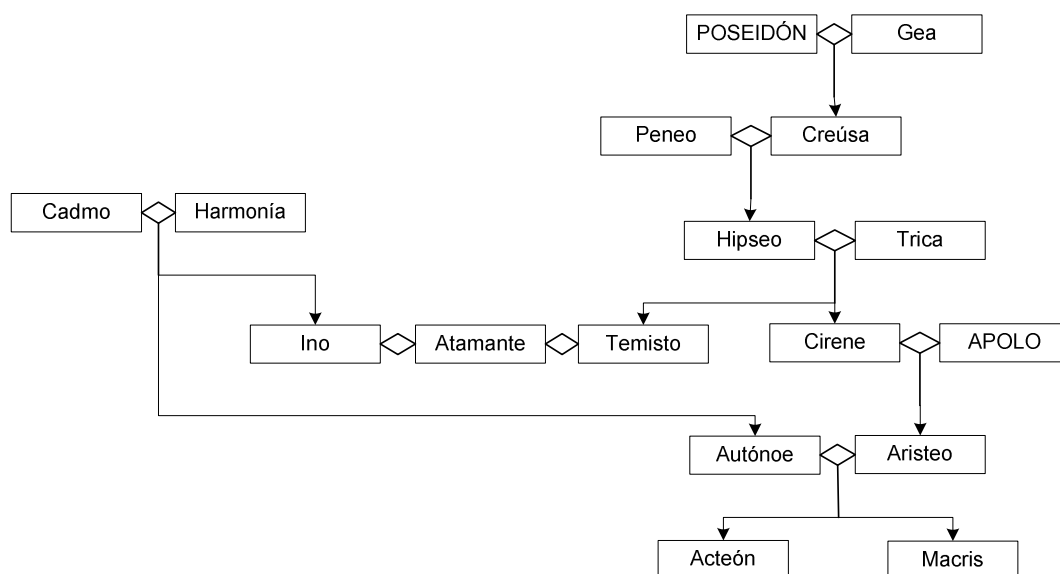 POSEIDÓN
Gea
Peneo
Creúsa
Cadmo
Harmonía
Hipseo
Trica
Ino
Atamante
Temisto
Cirene
APOLO
Autónoe
Aristeo
Acteón
Macris